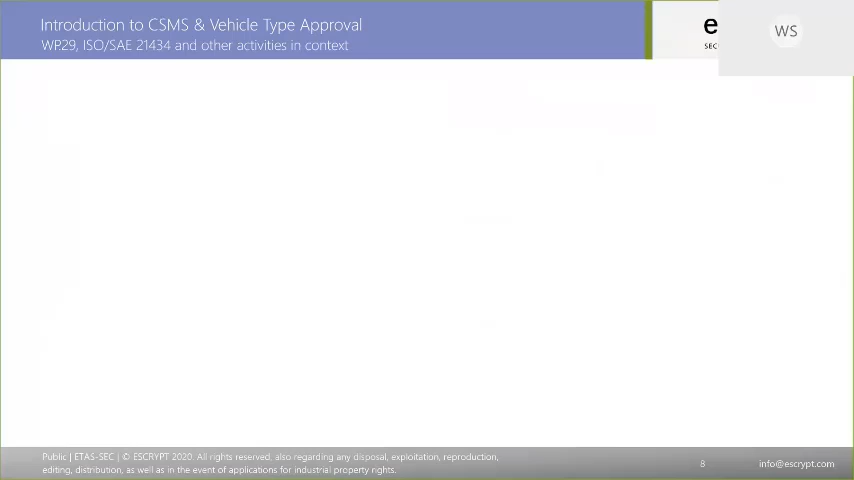 Introduction to CSMS & Vehicle Type Approval
WP.29, ISO/SAE 21434 and other activities in context
e
SEC
WS
Public | ETAS-SEC | © ESCRYPT 2020. All rights reserved, also regarding any disposal, exploitation, reproduction,
editing, distribution, as well as in the event of applications for industrial property rights.
8
info@escrypt.com